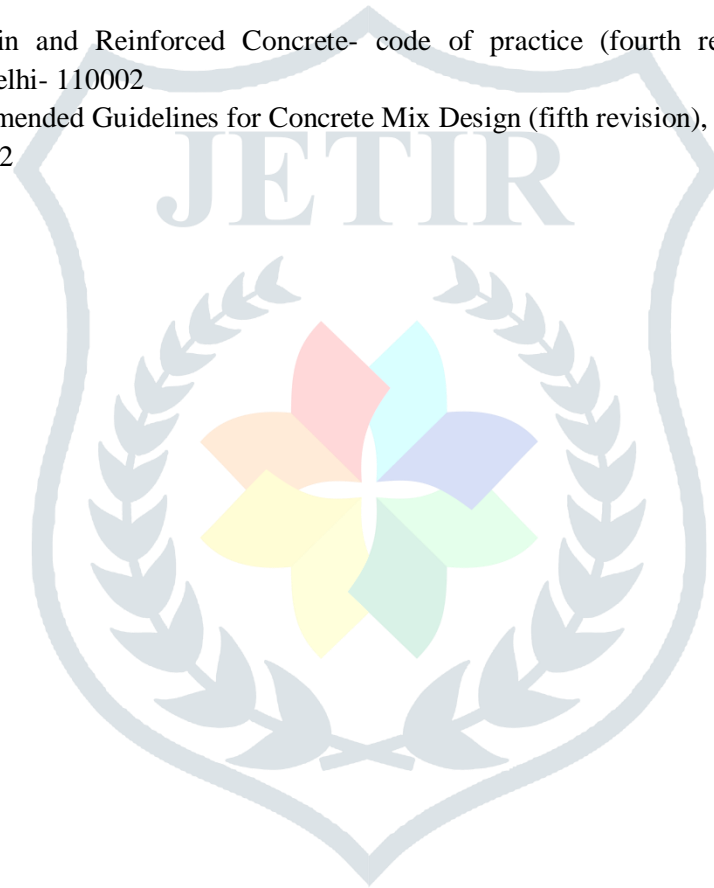 in and Reinforced Concrete- code of practice (fourth re
elhi- 110002
mended Guidelines for Concrete Mix Design (fifth revision),
2
JETIR